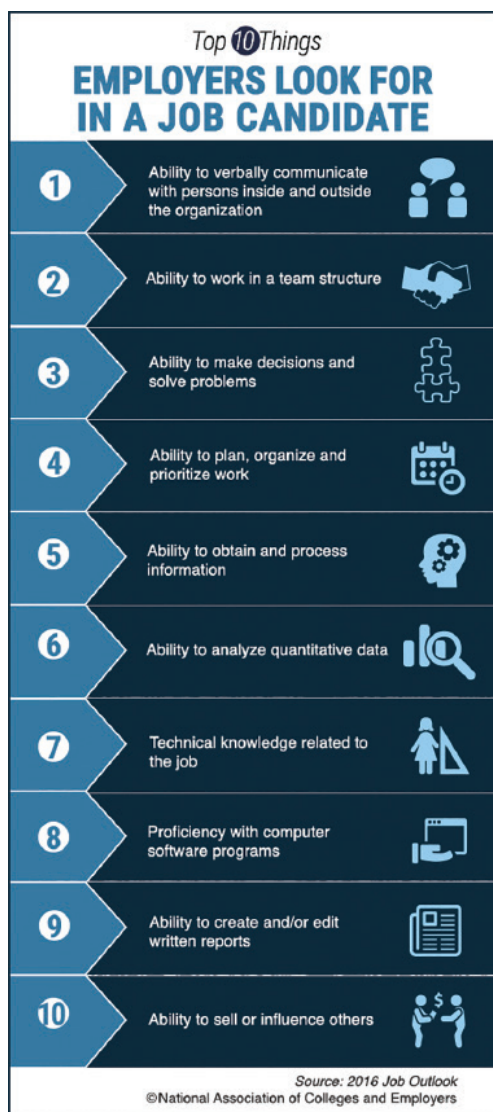 Top 10 Things
EMPLOYERS LOOK FOR
IN A JOB CANDIDATE
1
Ability to verbally communicate
with persons inside and outside
the organization
2
Ability to work in a team structure
3
Ability to make decisions and
solve problems
4
Ability to plan, organize and
prioritize work
5
Ability to obtain and process
information
6
Ability to analyze quantitative data
7
Technical knowledge related to
the job
8
Proficiency with computer
software programs
9
Ability to create and/or edit
written reports
10
Ability to sell or influence others
$
Source: 2016 Job Outlook
©National Association of Colleges and Employers